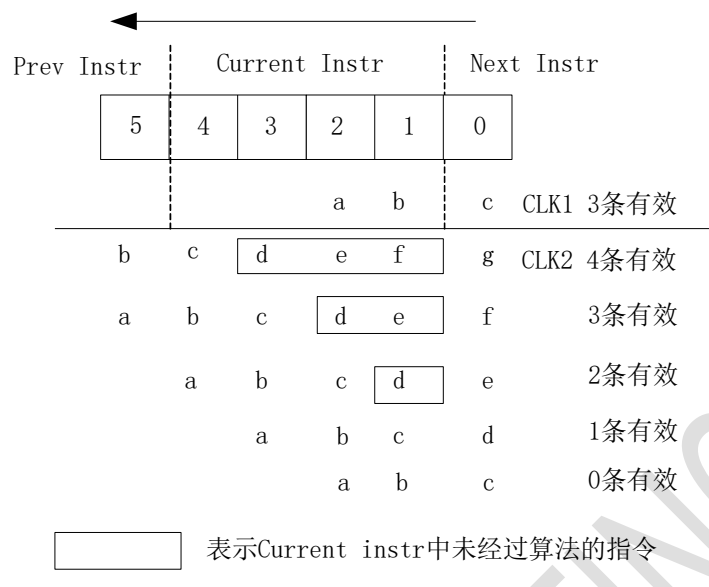 Prev Instr Current Instr Next Instr
5 4 3 2 1 0
a b c CLK1 3条有效
b c d e f g CLK2 4条有效
a b c d e f 3条有效
a b c d e 2条有效
a b c d 1条有效
a b c 0条有效
表示Current instr中未经过算法的指令